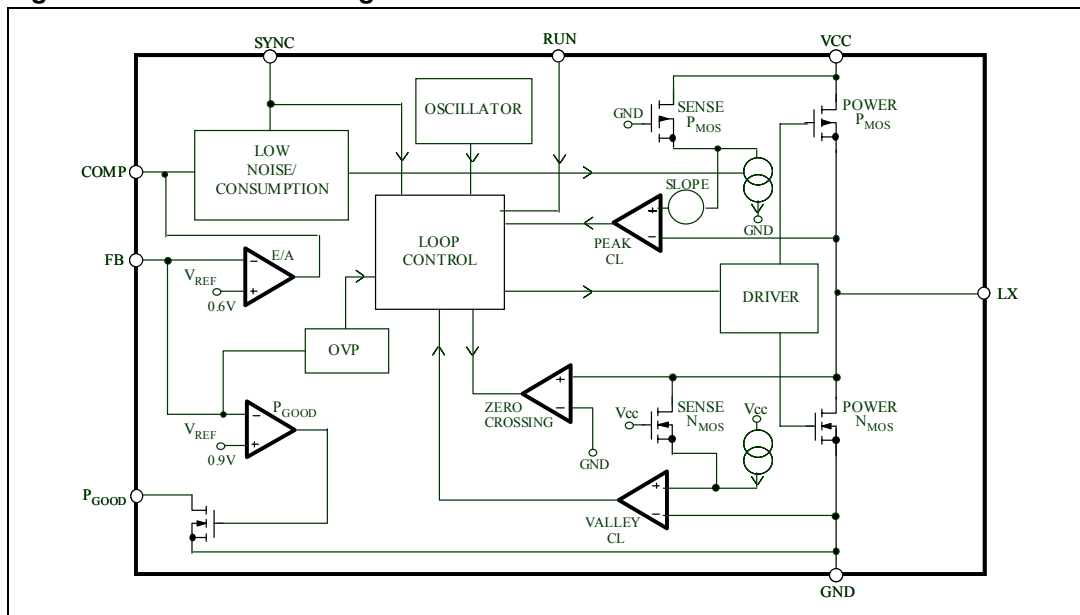 SYNC
RUN
VCC
OSCILLATOR
GND
SENSE
PMOS
POWER
PMOS
LOW
NOISE/
CONSUMPTION
COMP
SLOPE
GND
LOOP
CONTROL
PEAK
CL
FB
E/A
VREF
0.6V
DRIVER
LX
OVP
PGOOD
VREF
0.9V
ZERO
CROSSING
GND
Vcc
SENSE
NMOS
Vcc
POWER
NMOS
PGOOD
VALLEY
CL
GND